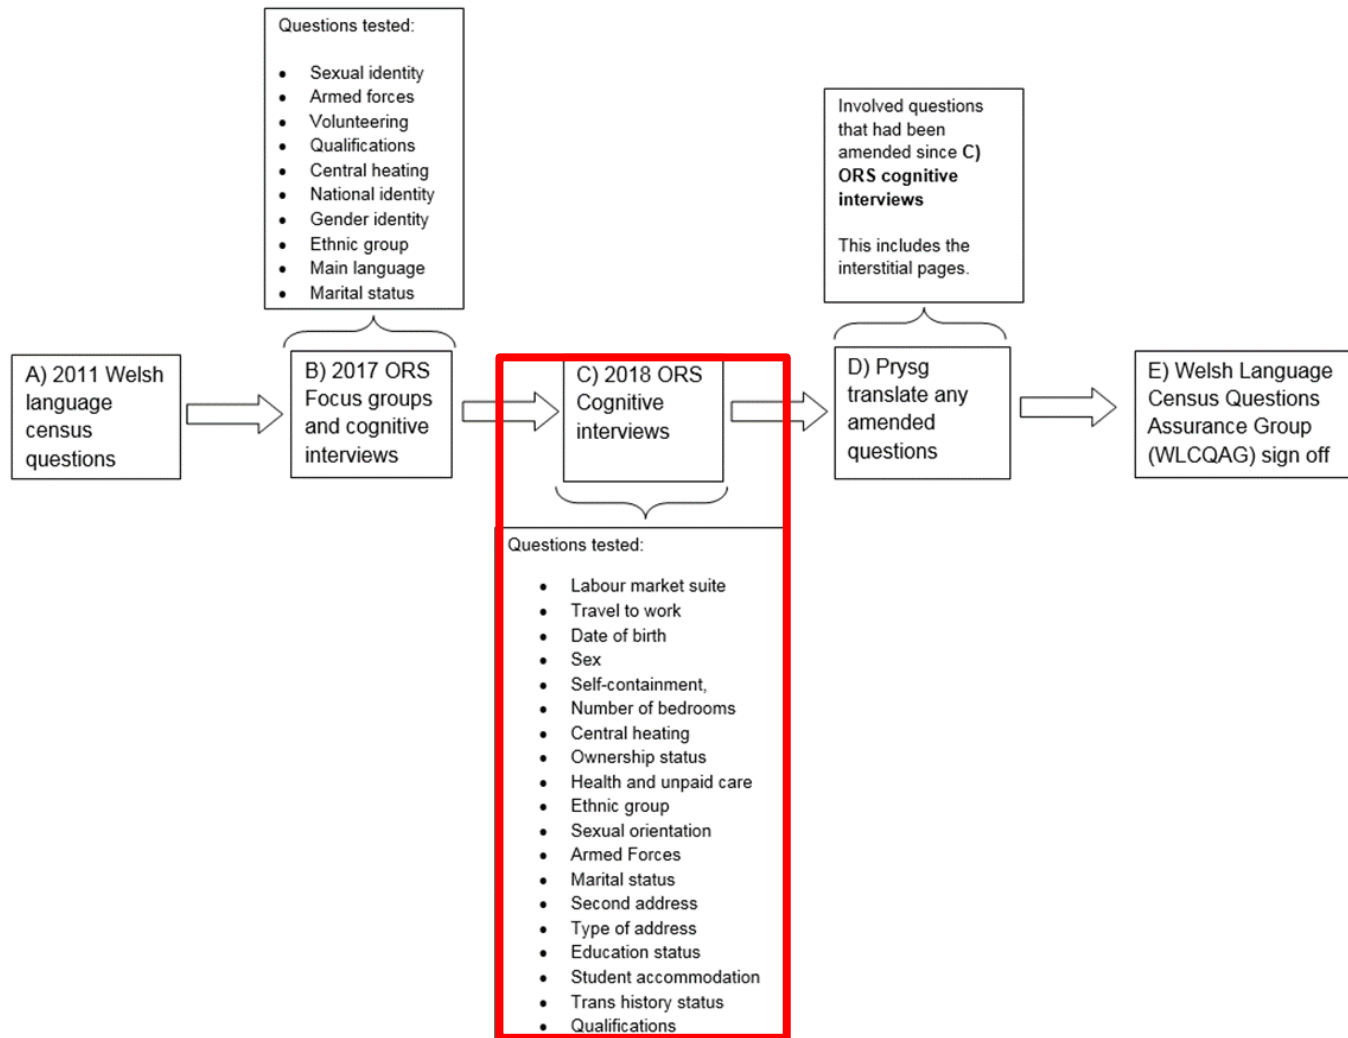 Questions tested:
• Sexual identity
• Armed forces
• Volunteering
• Qualifications
• Central heating
• National identity
• Gender identity
• Ethnic group
• Main language
• Marital status
Involved questions
that had been
amended since C)
ORS cognitive
interviews
This includes the
interstitial pages.
A) 2011 Welsh
language
census
questions
B) 2017 ORS
Focus groups
and cognitive
interviews
C) 2018 ORS
Cognitive
interviews
D) Prysg
translate any
amended
questions
E) Welsh Language
Census Questions
Assurance Group
(WLCQAG) sign off
Questions tested:
• Labour market suite
• Travel to work
• Date of birth
• Sex
• Self-containment,
• Number of bedrooms
• Central heating
• Ownership status
• Health and unpaid care
• Ethnic group
• Sexual orientation
• Armed Forces
• Marital status
• Second address
• Type of address
• Education status
• Student accommodation
• Trans history status
• Qualifications